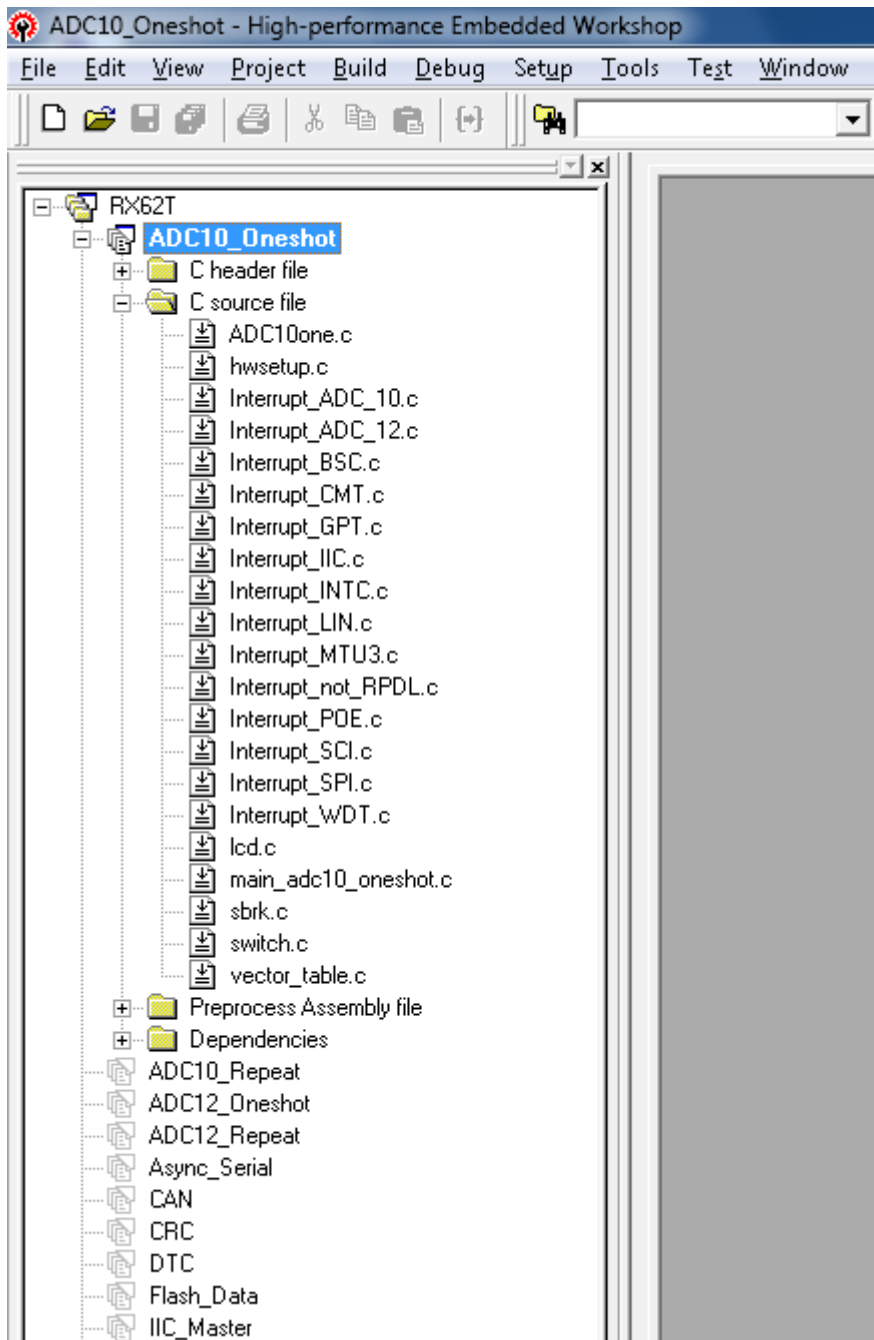 ADC10_Oneshot - High-performance Embedded Workshop
File Edit View Project Build Debug Setup Tools Test Window
RX62T
ADC10_Oneshot
C header file
C source file
ADC10one.c
hwsetup.c
Interrupt_ADC_10.c
Interrupt_ADC_12.c
Interrupt_BSC.c
Interrupt_CMT.c
Interrupt_GPT.c
Interrupt_IIC.c
Interrupt_INTC.c
Interrupt_LIN.c
Interrupt_MTU3.c
Interrupt_not_RPDL.c
Interrupt_POE.c
Interrupt_SCI.c
Interrupt_SPI.c
Interrupt_WDT.c
lcd.c
main_adc10_oneshot.c
sbrk.c
switch.c
vector_table.c
Preprocess Assembly file
Dependencies
ADC10_Repeat
ADC12_Oneshot
ADC12_Repeat
Async_Serial
CAN
CRC
DTC
Flash_Data
IIC_Master